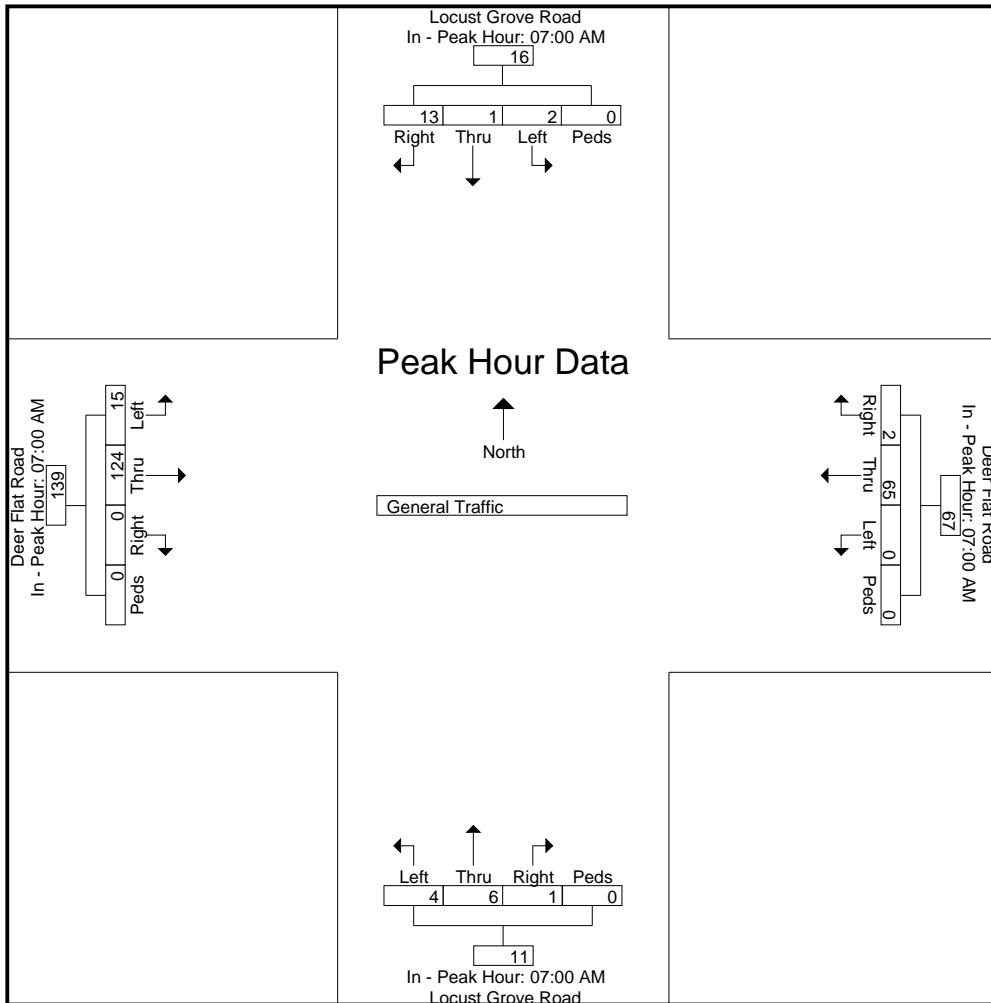 Locust Grove Road
In - Peak Hour: 07:00 AM
16
13 1 2 0
Right Thru Left Peds
Peak Hour Data
North
General Traffic
Deer Flat Road
In - Peak Hour: 07:00 AM
139
15 124 0 0
Left Thru Right Peds
Deer Flat Road
In - Peak Hour: 07:00 AM
67
2 65 0 0
Right Thru Left Peds
Left Thru Right Peds
4 6 1 0
11
In - Peak Hour: 07:00 AM
Locust Grove Road